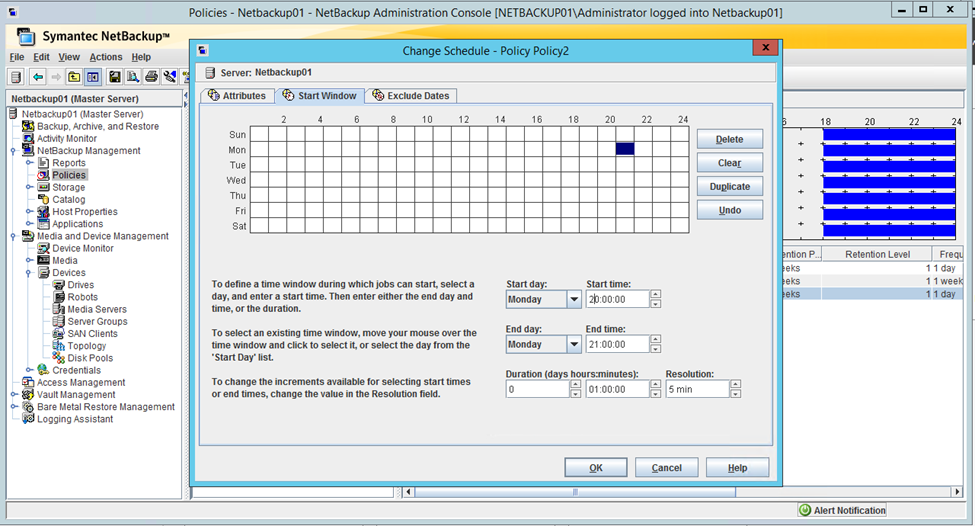 Policies - Netbackup01 - NetBackup Administration Console [NETBACKUP01\Administrator logged into Netbackup01]
Symantec NetBackup™
File Edit View Actions Help
Netbackup01 (Master Server)
Netbackup01 (Master Server)
Backup, Archive, and Restore
Activity Monitor
NetBackup Management
Reports
Policies
Storage
Catalog
Host Properties
Applications
Media and Device Management
Device Monitor
Media
Devices
Drives
Robots
Media Servers
Server Groups
SAN Clients
Topology
Disk Pools
Credentials
Access Management
Vault Management
Bare Metal Restore Management
Logging Assistant
Change Schedule - Policy Policy2
X
Server: Netbackup01
Attributes Start Window Exclude Dates
2 4 6 8 10 12 14 16 18 20 22 24
Sun
Mon
Tue
Wed
Thu
Fri
Sat
Delete
Clear
Duplicate
Undo
To define a time window during which jobs can start, select a
day, and enter a start time. Then enter either the end day and
time, or the duration.
To select an existing time window, move your mouse over the
time window and click to select it, or select the day from the
'Start Day' list.
To change the increments available for selecting start times
or end times, change the value in the Resolution field.
Start day: Start time:
Monday 20:00:00
End day: End time:
Monday 21:00:00
Duration (days hours:minutes): Resolution:
0 01:00:00 5 min
OK Cancel Help
6 18 20 22 24
ention P... Retention Level Frequ
eeks 1 1 day
eeks 1 1 week
eeks 1 1 day
Alert Notification